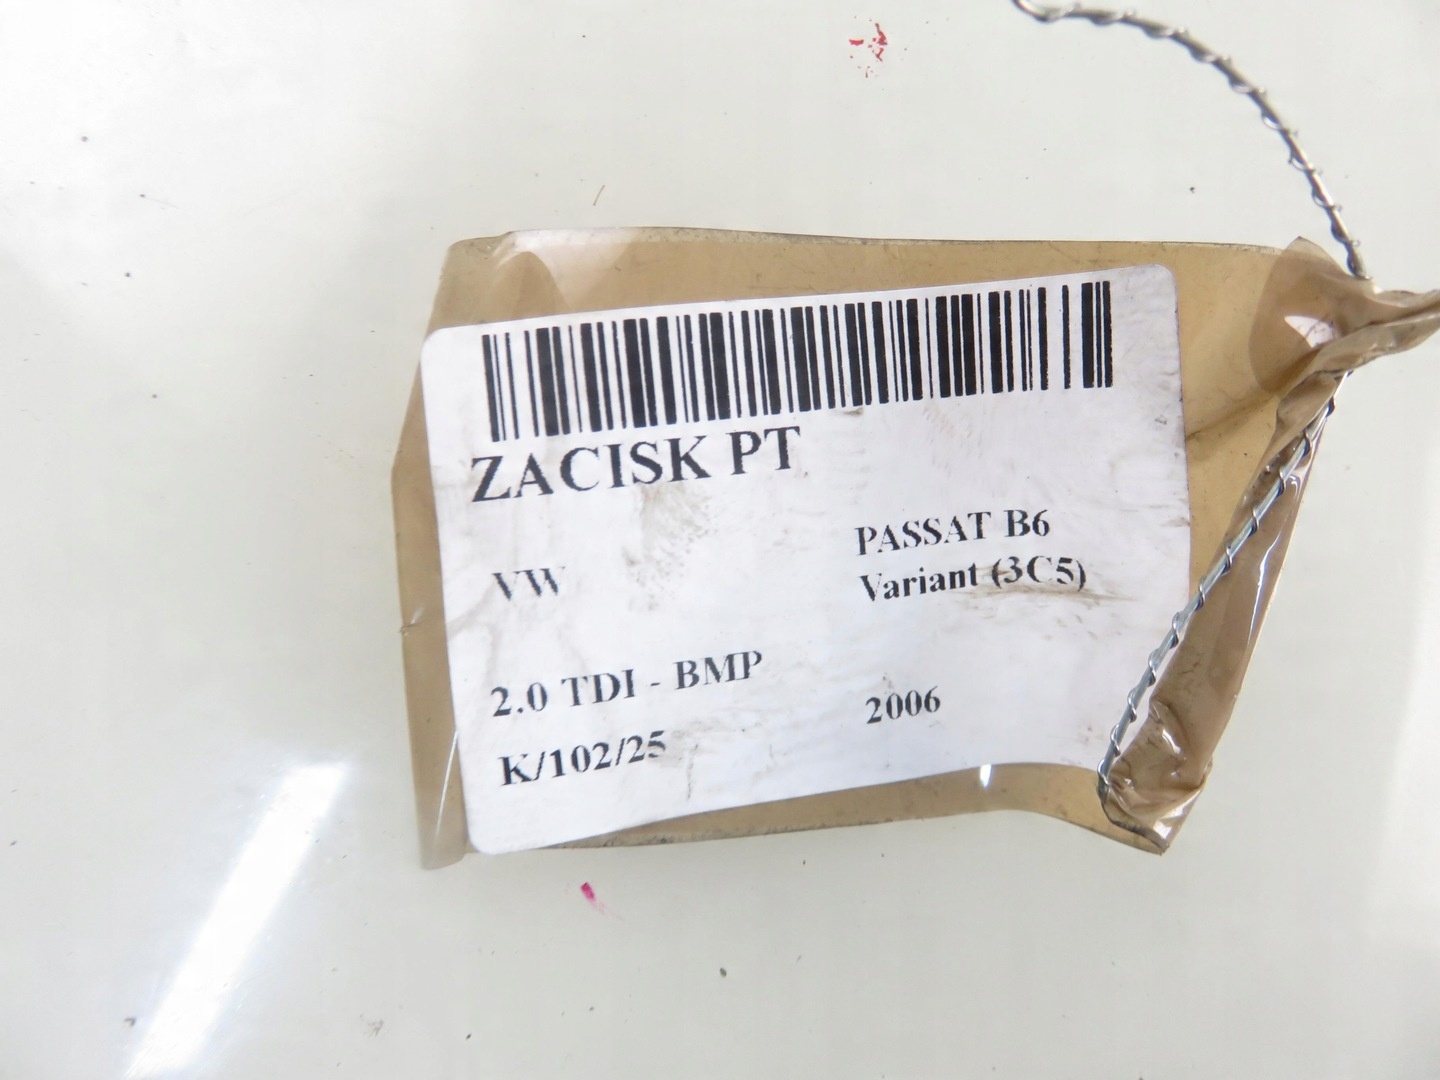 ZACISK PT
VW
PASSAT B6
Variant (3C5)
2.0 TDI - BMP
2006
K/102/25